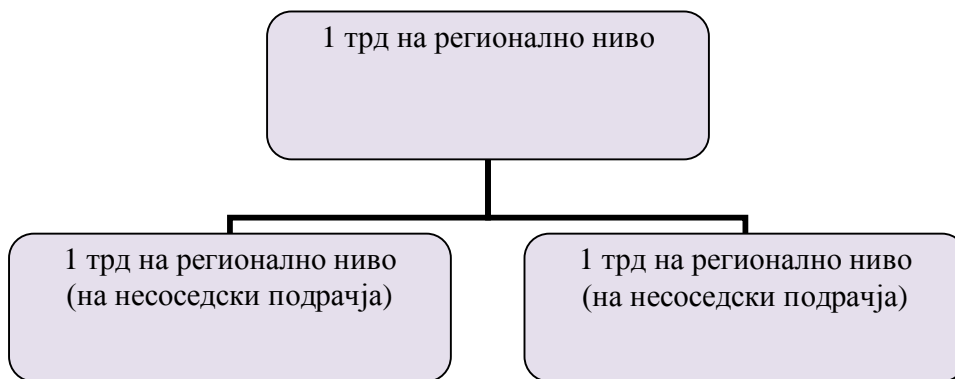 1 трд на регионално ниво
1 трд на регионално ниво
(на несоседски подрачја)
1 трд на регионално ниво
(на несоседски подрачја)